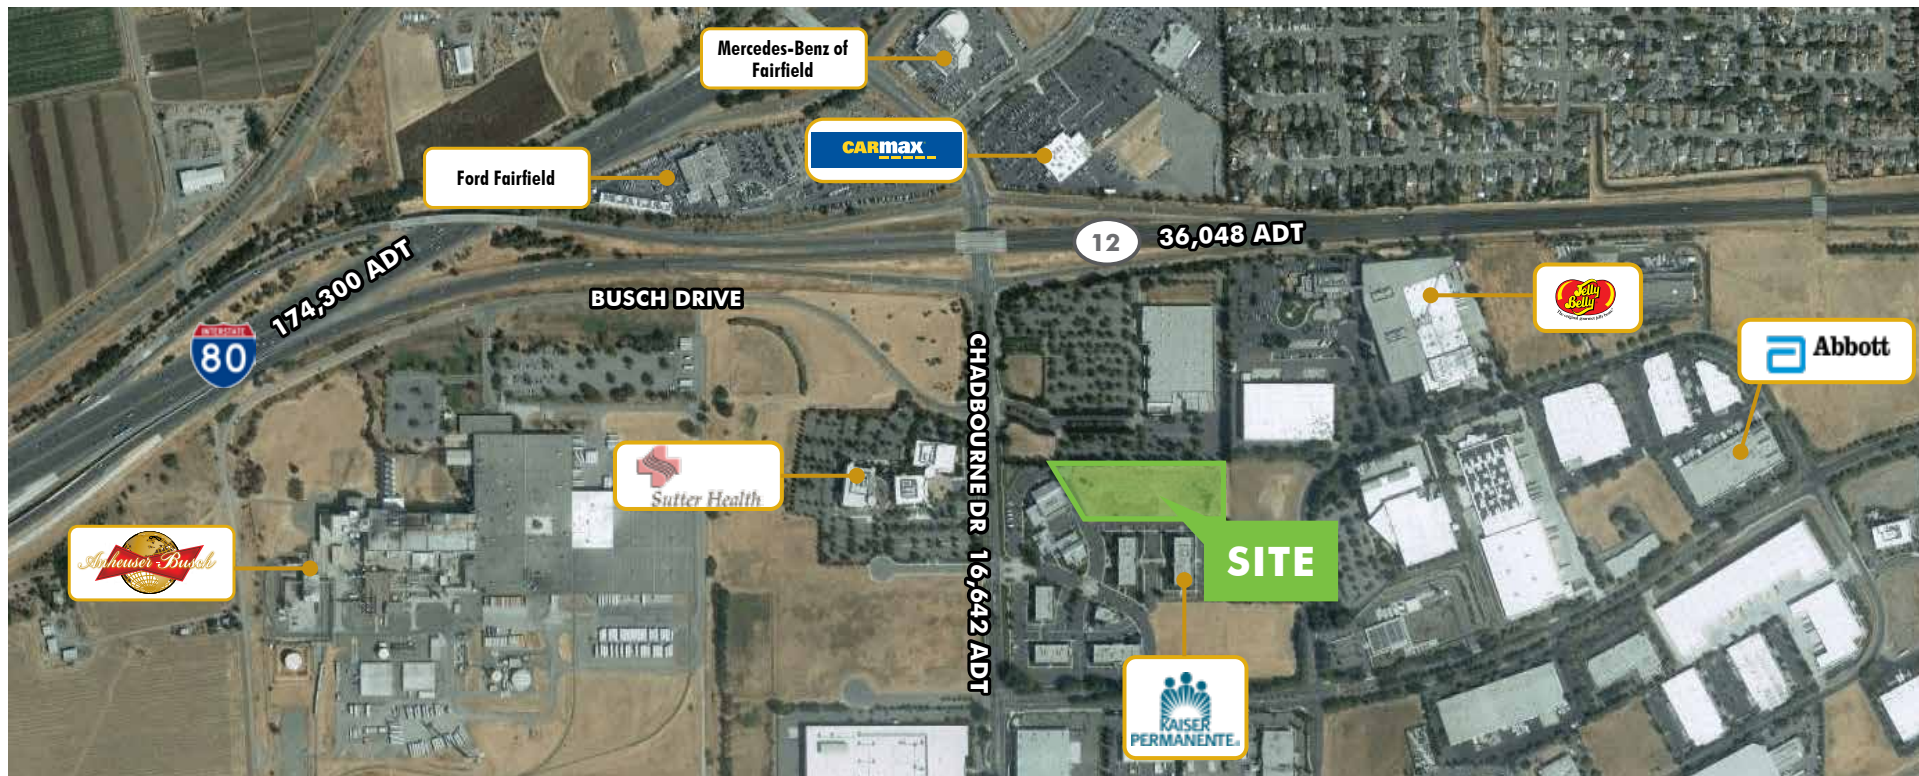 Mercedes-Benz of
Fairfield
CARMAX
Ford Fairfield
12
36,048 ADT
174,300 ADT
BUSCH DRIVE
INTERSTATE
80
Jelly
Belly
Abbott
CHADBOURNE DR 16,642 ADT
Sutter Health
Anheuser-Busch
SITE
KAISER
PERMANENTE